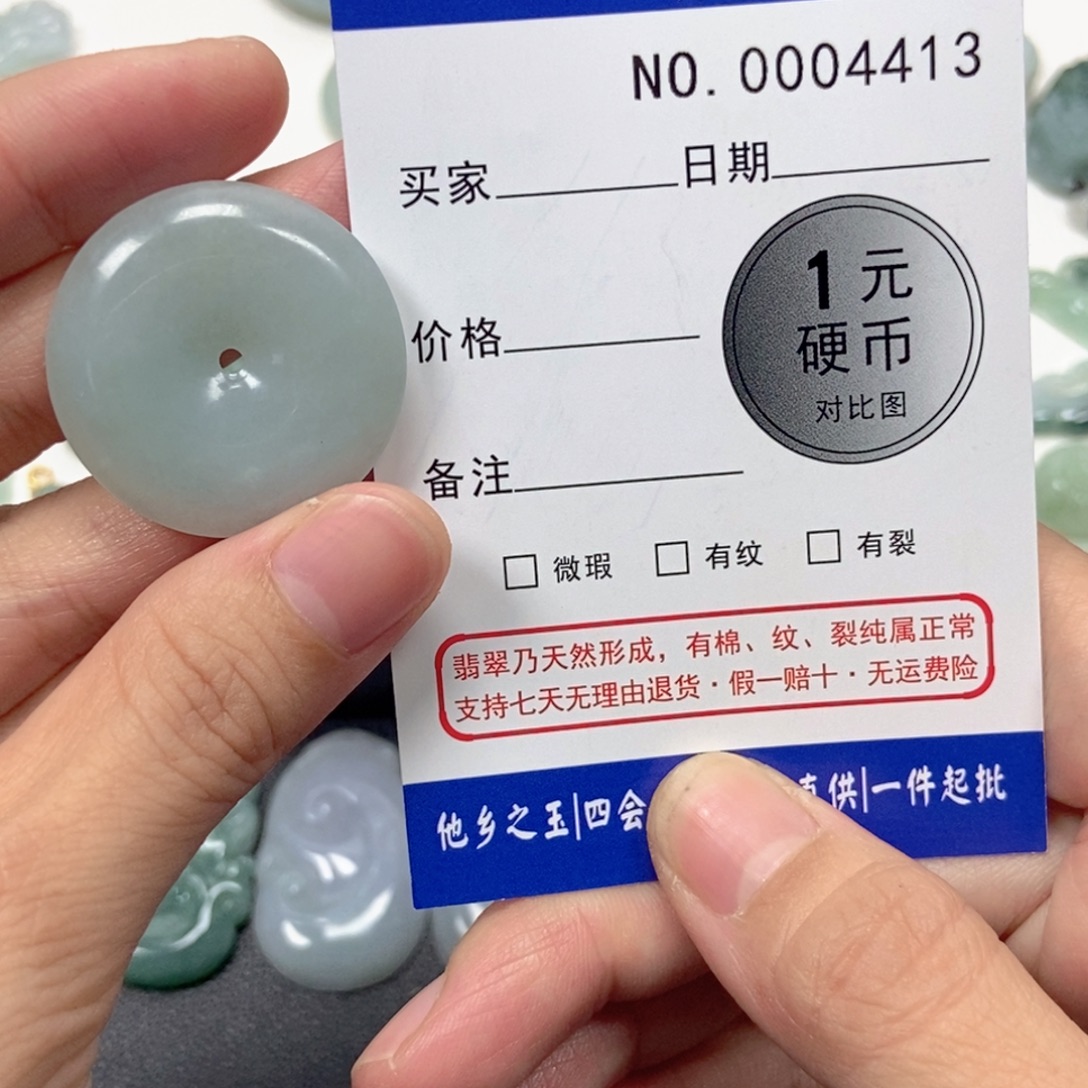 NO. 0004413
买家 日期
1元
硬币
对比图
价格
备注
微瑕 有纹 有裂
翡翠乃天然形成，有棉、纹、裂纯属正常
支持七天无理由退货·假一赔十·无运费险
他乡之玉|四会 直供|一件起批